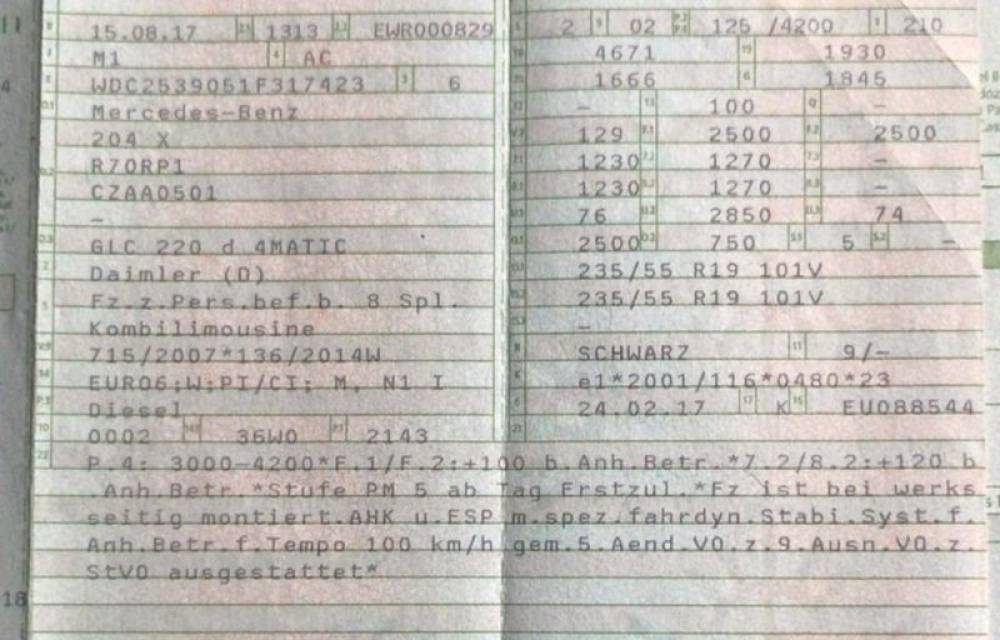 15.08.17 1313 EWR000829
M1 AC
WDC2539051F317423 6
Mercedes-Benz
204 X
R7ORP1
CZAA0501
–
GLC 220 d 4MATIC
Daimler (D)
Fz.z.Pers.bef.b. 8 Spl.
Kombilimousine
715/2007*136/2014W
EURO6;W;PI/CI; M, N1 I
Diesel
0002 36W0 2143
2 02 125 /4200 210
4671 1930
1666 1845
– 100 –
129 2500 2500
1230 1270 –
1230 1270 –
76 2850 74
2500 750 5 –
235/55 R19 101V
235/55 R19 101V
–
SCHWARZ 9/–
e1*2001/116*0480*23
24.02.17 K EU088544
P.4: 3000-4200*F.1/F.2:+100 b.Anh.Betr.*7.2/8.2:+120 b
.Anh.Betr.*Stufe PM 5 ab Tag Erstzul.*Fz ist bei werks
seitig montiert.AHK u.ESP m.spez.fahrdyn.Stabi.Syst.f.
Anh.Betr.f.Tempo 100 km/h gem.5.Aend.VO.z.9.Ausn.VO.z.
StVO ausgestattet*
18